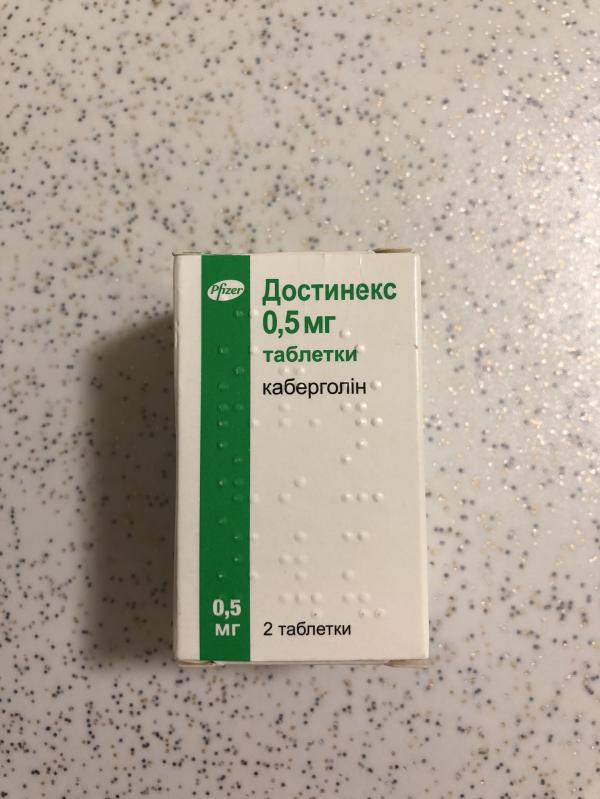 Pfizer
Достинекс
0,5 мг
таблетки
каберголін
0,5
мг
2 таблетки